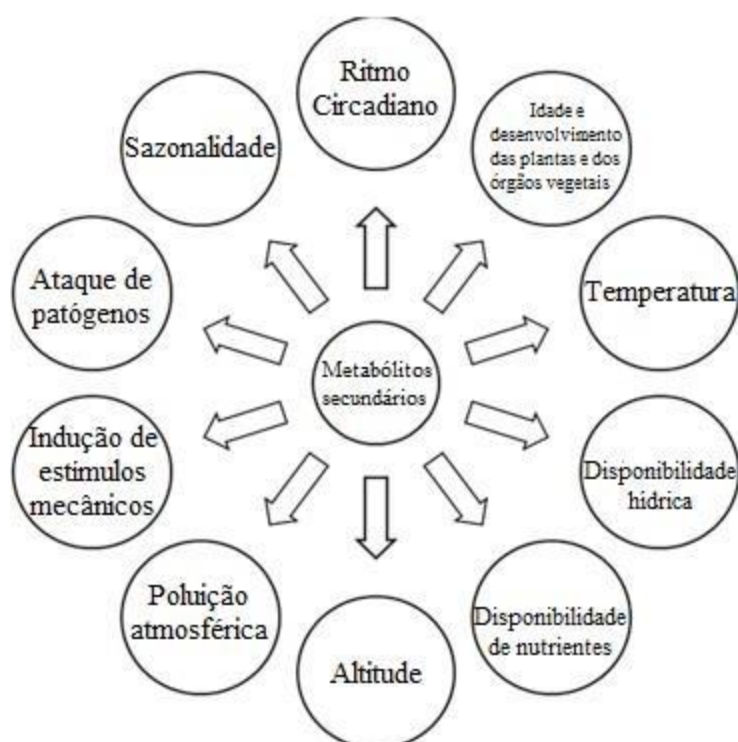 Ritmo
Circadiano
Idade e
desenvolvimento
das plantas e dos
órgãos vegetais
Temperatura
Disponibilidade
hídrica
Disponibilidade
de nutrientes
Altitude
Poluição
atmosférica
Indução de
estimulos
mecânicos
Ataque de
patógenos
Sazonalidade
Metabólitos
secundários